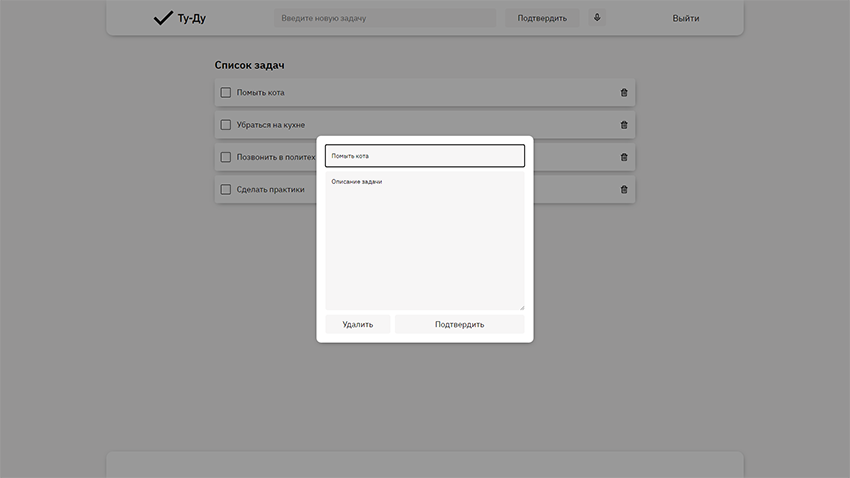 Ту-Ду
Введите новую задачу
Подтвердить
Выйти
Список задач
Помыть кота
Убраться на кухне
Позвонить в политех
Сделать практики
Помыть кота
Описание задачи
Удалить
Подтвердить